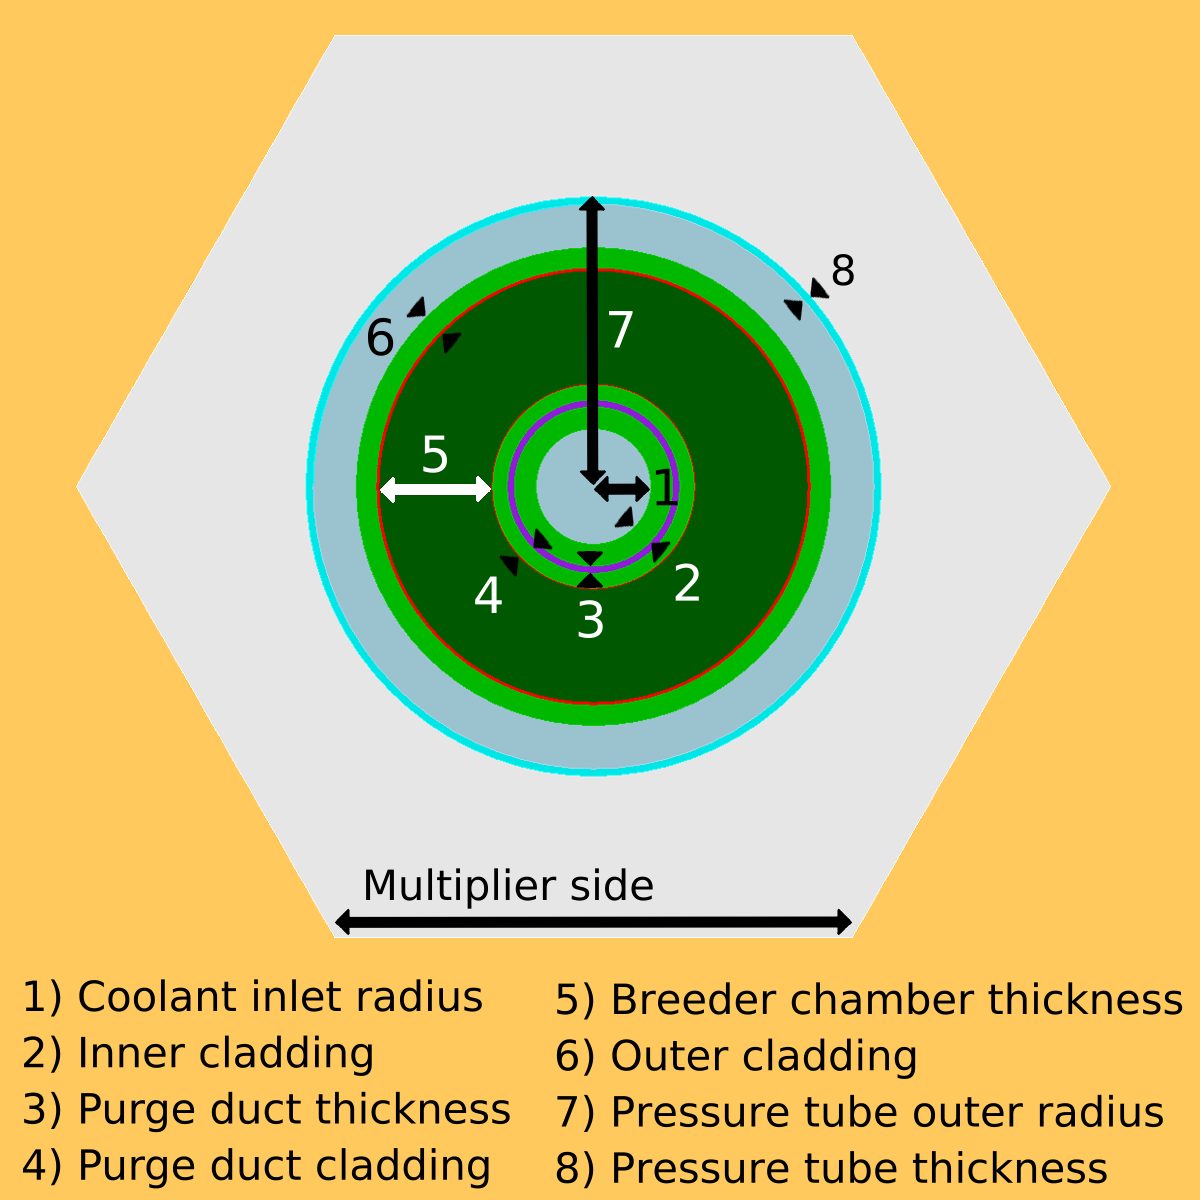 8
7
6
5
1
2
4
3
Multiplier side
1) Coolant inlet radius
2) Inner cladding
3) Purge duct thickness
4) Purge duct cladding
5) Breeder chamber thickness
6) Outer cladding
7) Pressure tube outer radius
8) Pressure tube thickness